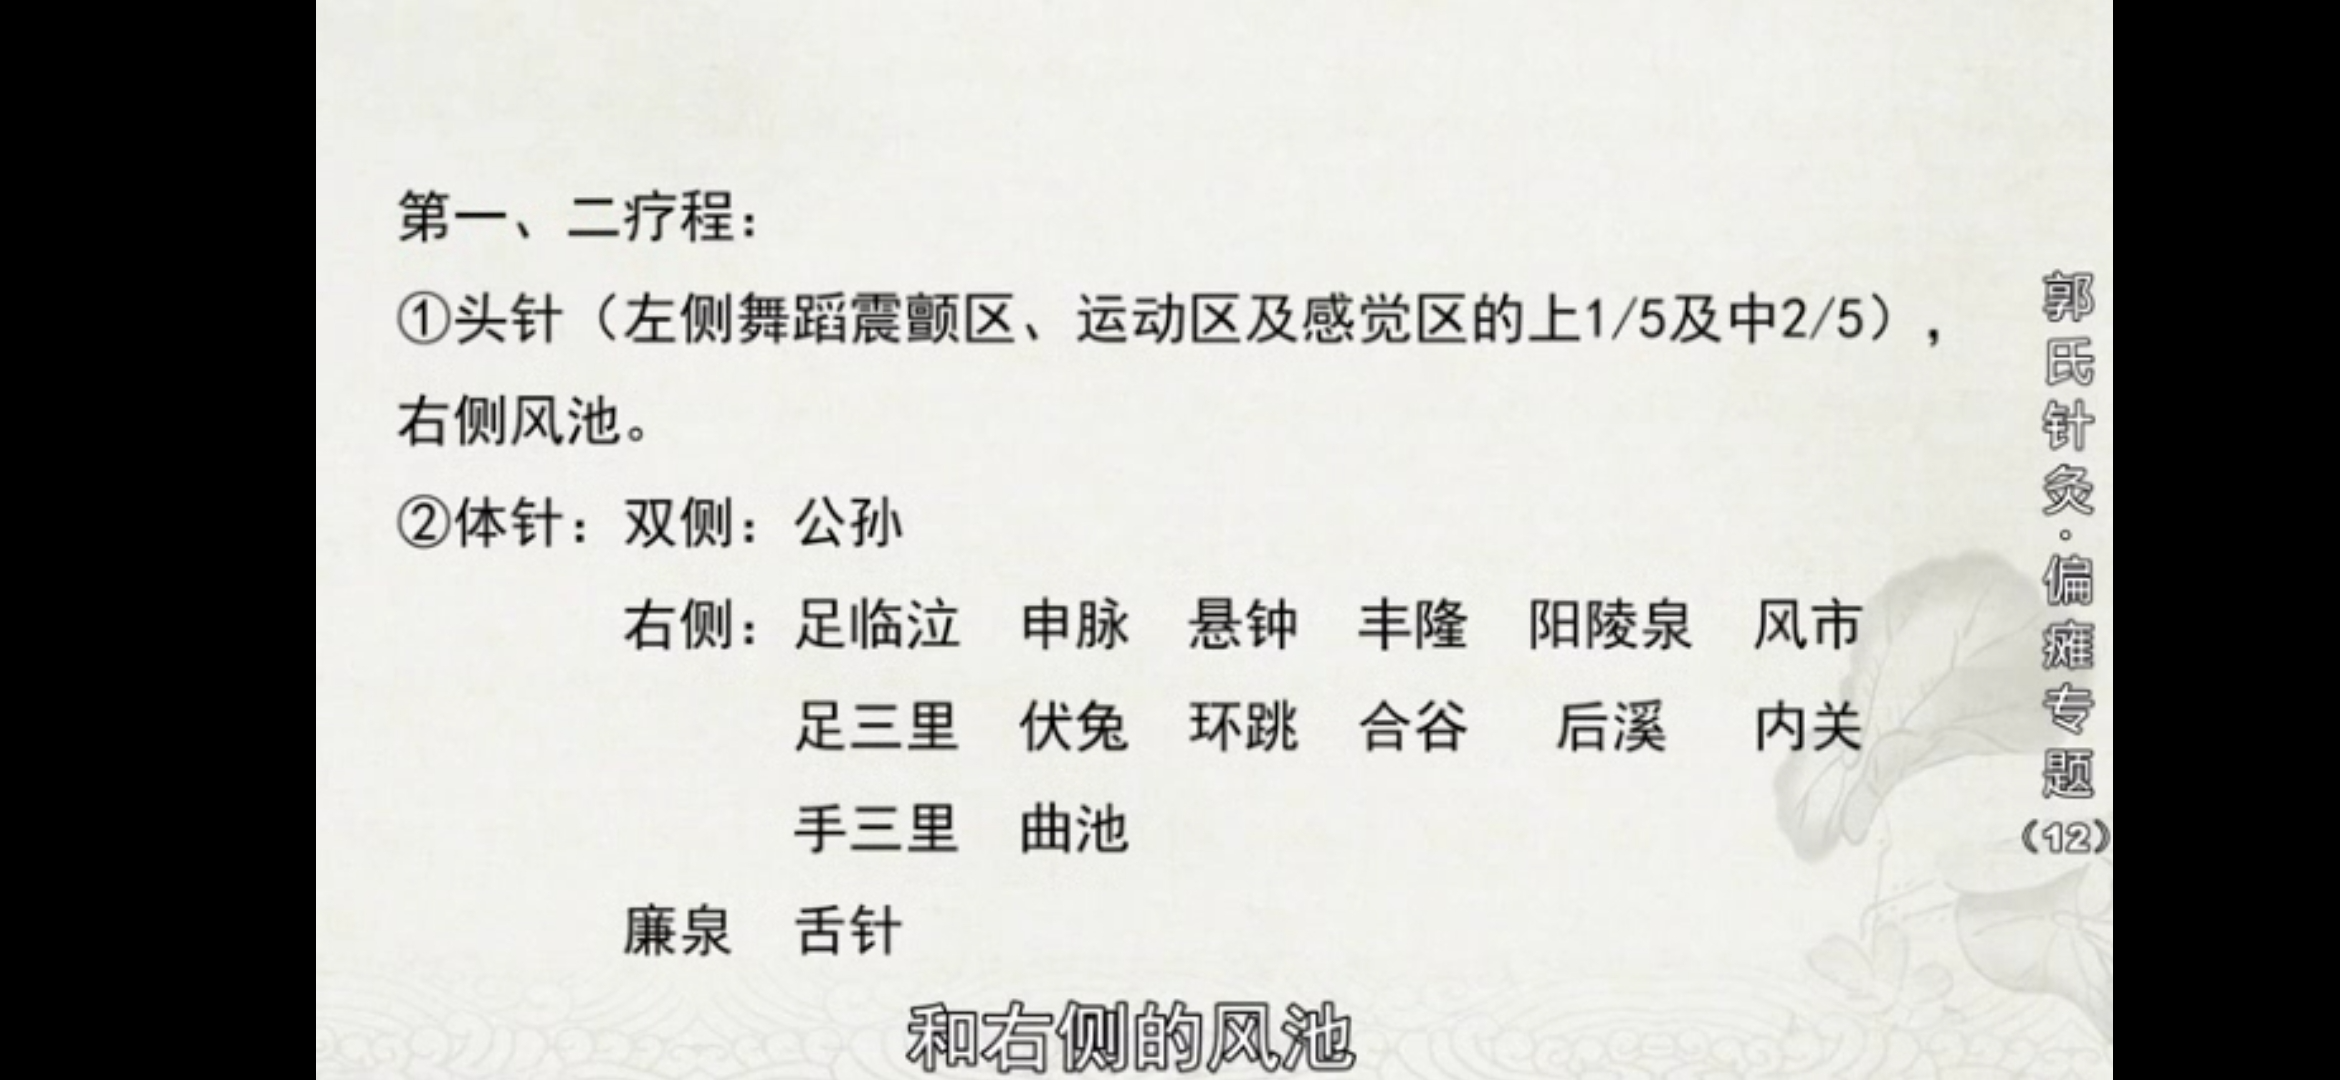 第一、二疗程：
①头针（左侧舞蹈震颤区、运动区及感觉区的上1/5及中2/5），
右侧风池。
②体针：双侧：公孙
右侧：足临泣 申脉 悬钟 丰隆 阳陵泉 风市
足三里 伏兔 环跳 合谷 后溪 内关
手三里 曲池
廉泉 舌针
郭氏针灸·偏瘫专题（12）
和右侧的风池